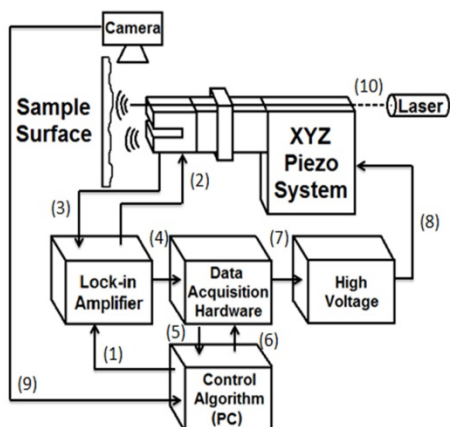 Camera
(10)
Laser
Sample
Surface
XYZ
Piezo
System
(2)
(3)
(4)
(7)
(8)
Lock-in
Amplifier
Data
Acquisition
Hardware
High
Voltage
(5)
(6)
(1)
(9)
Control
Algorithm
(PC)